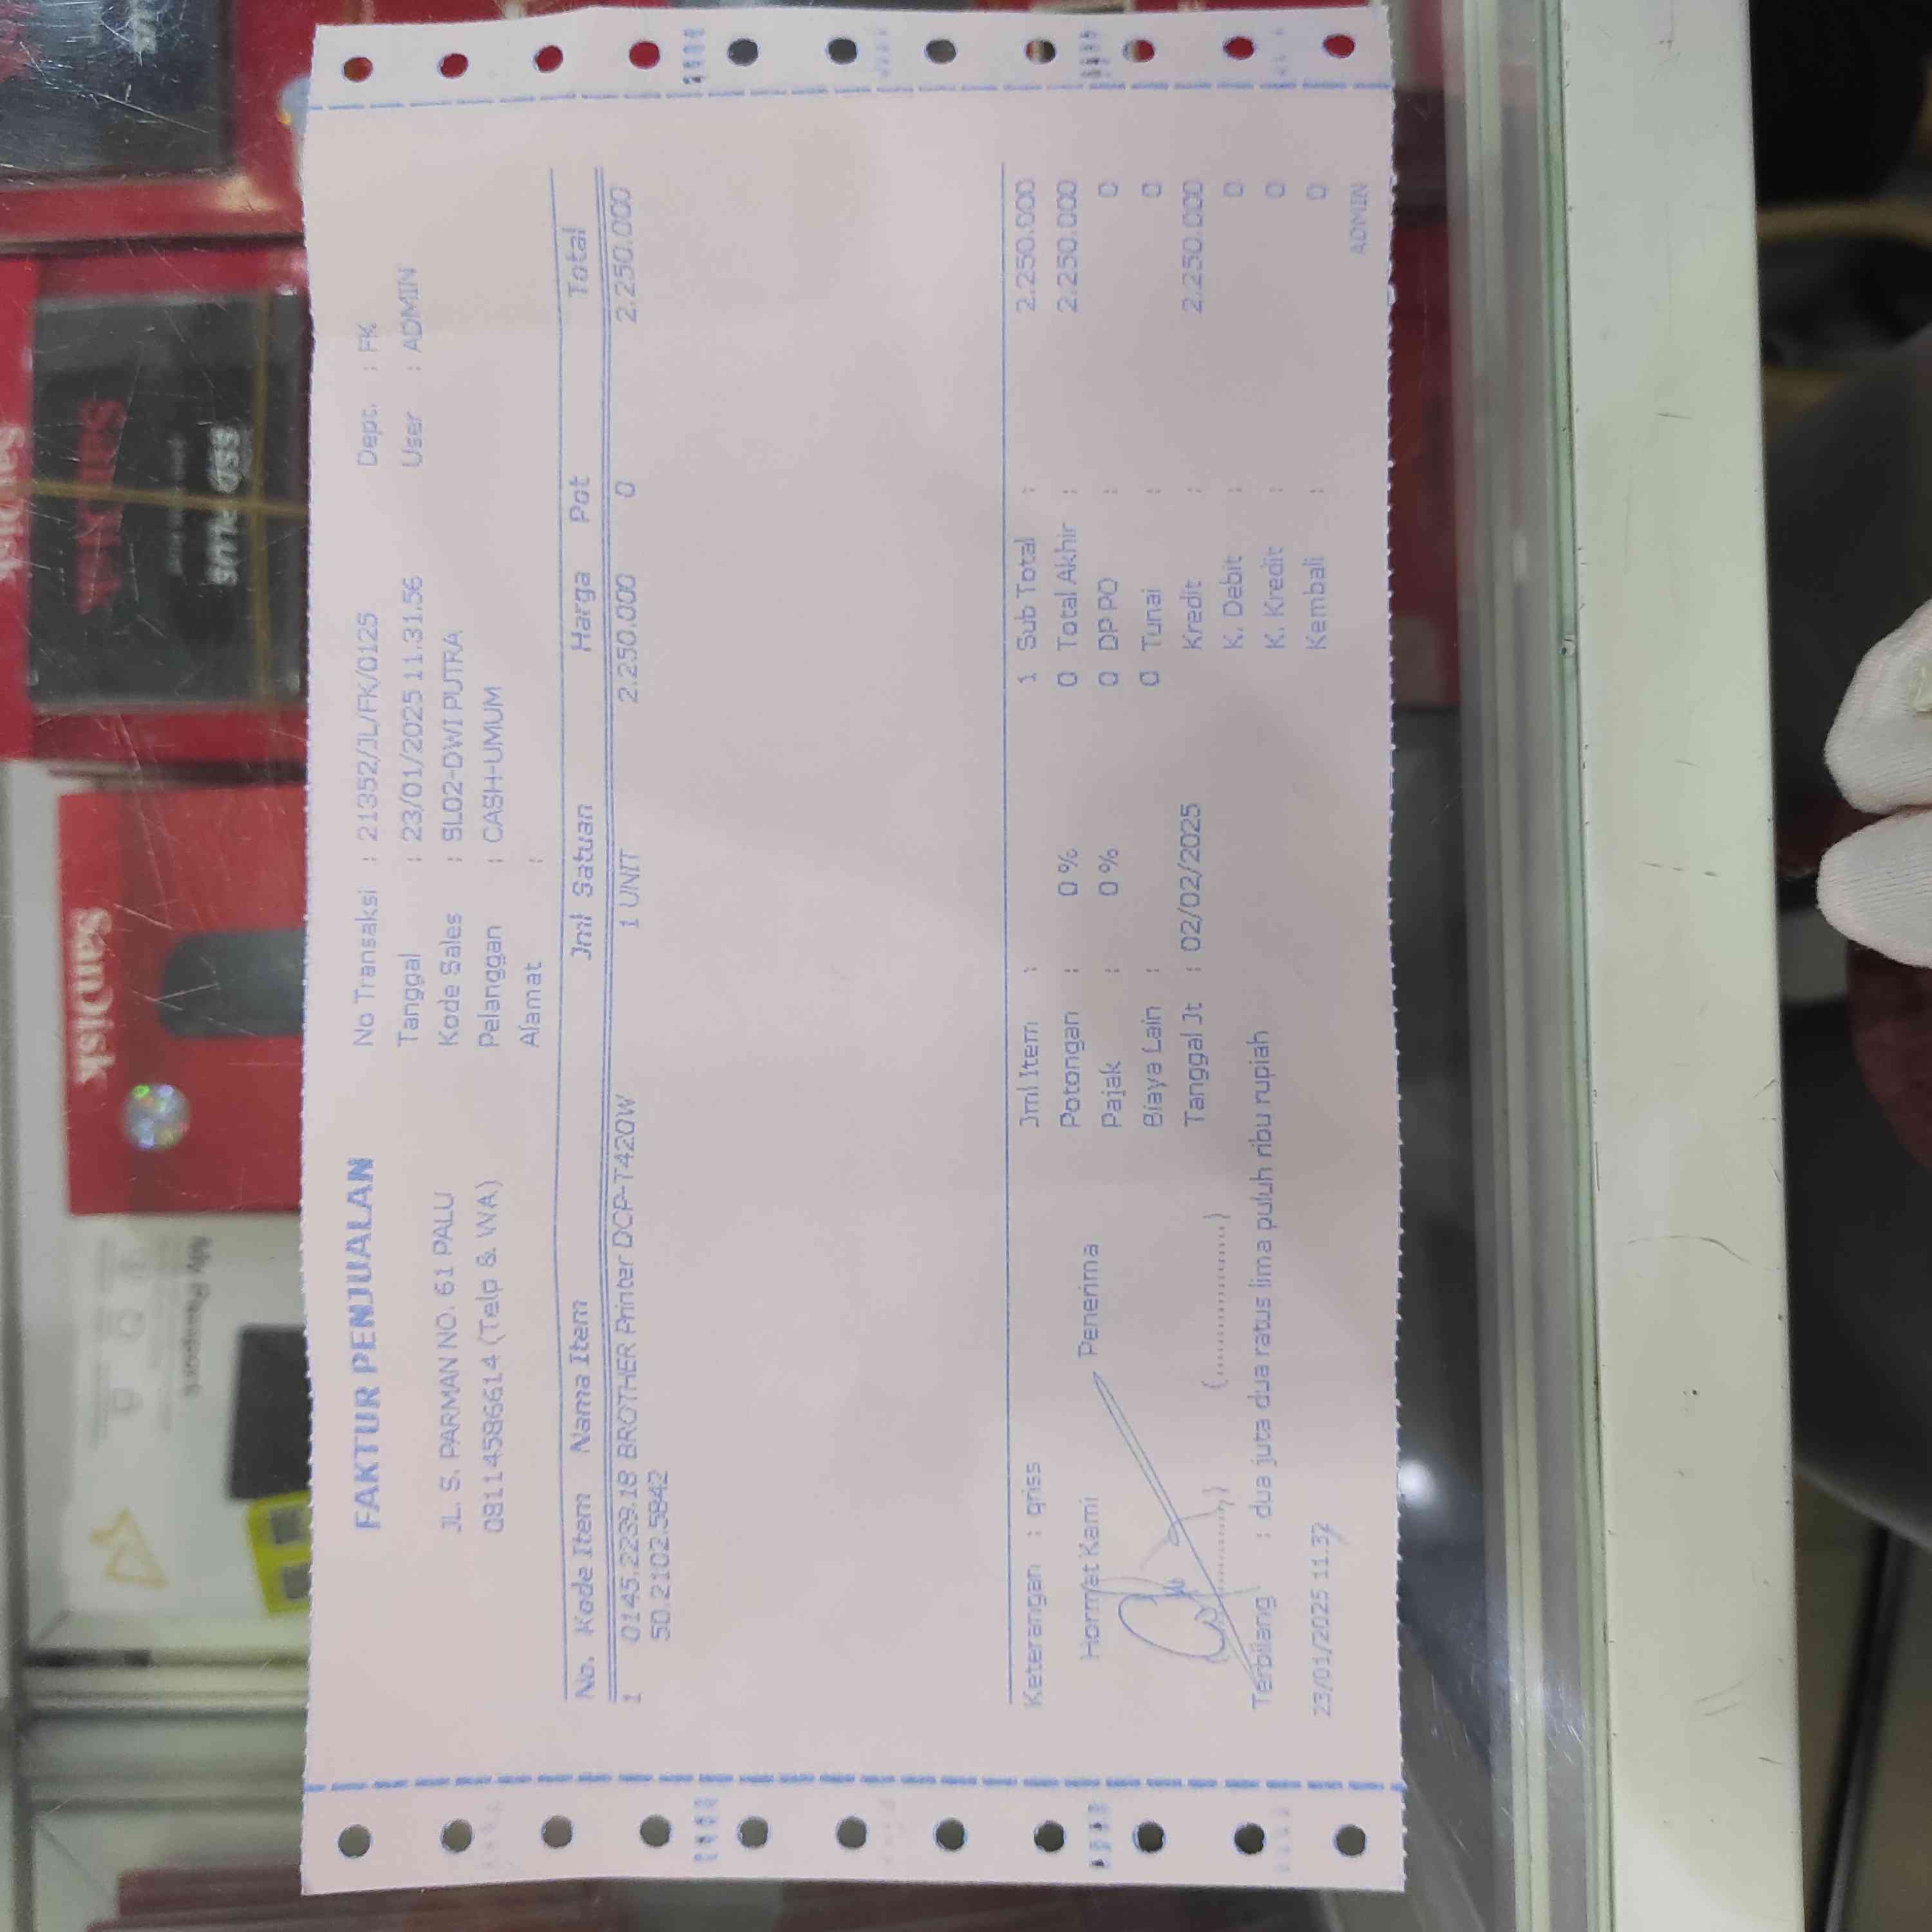 FAKTUR PENJUALAN
JL. S. PARMAN NO. 61 PALU
08114586614 (Telp & WA)
No Transaksi : 21352/JL/FK/0125
Tanggal : 23/01/2025 11.31.56
Kode Sales : SL02-DWI PUTRA
Pelanggan : CASH-UMUM
Alamat :
Dept. : FK
User : ADMIN
No. Kode Item Nama Item Jml Satuan Harga Pot Total
1 0145.2239.18 BROTHER Printer DCP-T420W 1 UNIT 2.250.000 0 2.250.000
50.2102.5842
Keterangan : griss
Hormat Kami Penerima
(..................) (..................)
Jml Item : 1
Potongan : 0 % 0
Pajak : 0 % 0
Biaya Lain : 0
Tanggal Jt : 02/02/2025
Sub Total : 2.250.000
Total Akhir : 2.250.000
DP PO : 0
Tunai : 0
Kredit : 2.250.000
K. Debit : 0
K. Kredit : 0
Kembali : 0
Terbilang : dua juta dua ratus lima puluh ribu rupiah
23/01/2025 11.32
ADMIN
SanDisk
SanDisk
SanDisk
SSD PLUS
My Passport